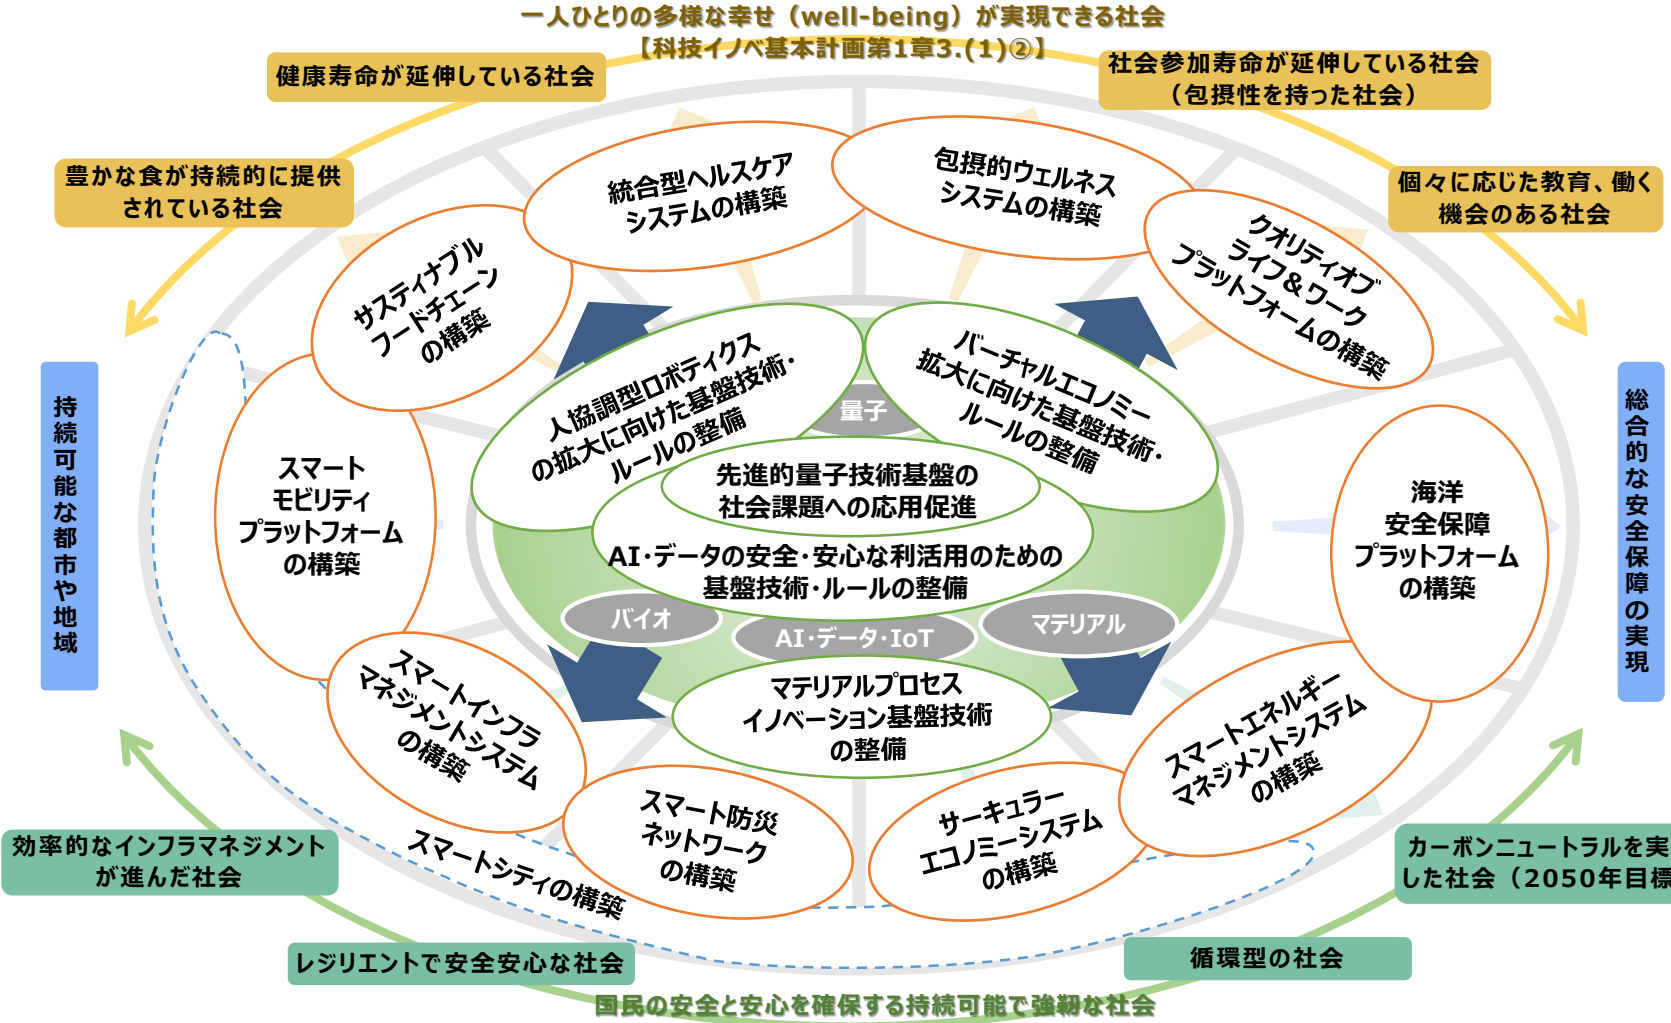 一人ひとりの多様な幸せ（well-being）が実現できる社会
【科技イノベ基本計画第1章3.(1)②】
健康寿命が延伸している社会
社会参加寿命が延伸している社会
（包摂性を持った社会）
豊かな食が持続的に提供
されている社会
個々に応じた教育、働く
機会のある社会
統合型ヘルスケア
システムの構築
包摂的ウェルネス
システムの構築
サスティナブル
フードチェーン
の構築
クオリティオブ
ライフ＆ワーク
プラットフォームの構築
人協調型ロボティクス
の拡大に向けた基盤技術・
ルールの整備
バーチャルエコノミー
拡大に向けた基盤技術・
ルールの整備
量子
持続可能な都市や地域
スマート
モビリティ
プラットフォーム
の構築
先進的量子技術基盤の
社会課題への応用促進
AI・データの安全・安心な利活用のための
基盤技術・ルールの整備
海洋
安全保障
プラットフォーム
の構築
総合的な安全保障の実現
バイオ
AI・データ・IoT
マテリアル
マテリアルプロセス
イノベーション基盤技術
の整備
スマートインフラ
マネジメントシステム
の構築
スマートエネルギー
マネジメントシステム
の構築
スマート防災
ネットワーク
の構築
サーキュラー
エコノミーシステム
の構築
スマートシティの構築
効率的なインフラマネジメント
が進んだ社会
カーボンニュートラルを実
した社会（2050年目標
レジリエントで安全安心な社会
循環型の社会
国民の安全と安心を確保する持続可能で強靭な社会